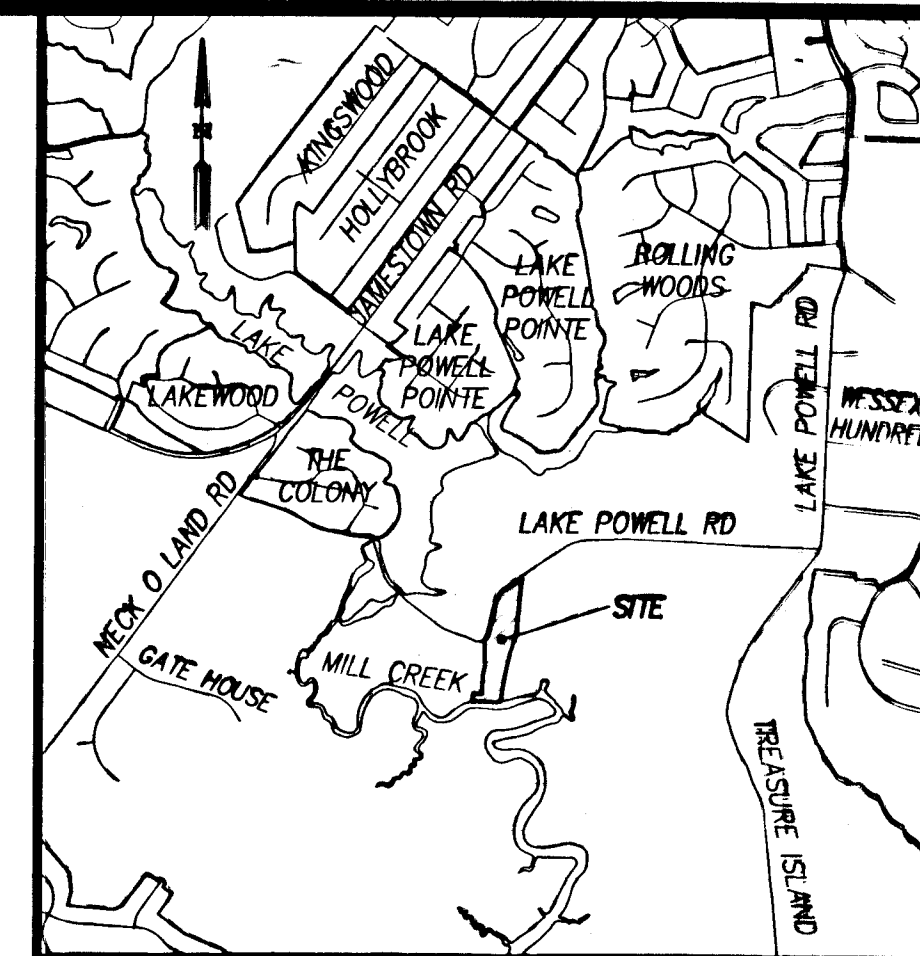 KINGSWOOD
HOLLYBROOK
JAMESTOWN RD
LAKE
POWELL
POINTE
ROLLING
WOODS
LAKE
POWELL
LAKE
POWELL
POINTE
LAKEWOOD
LAKE POWELL RD
HUNDRE
THE
COLONY
NECK O LAND RD
LAKE POWELL RD
SITE
GATE HOUSE
MILL CREEK
TREASURE ISLAND